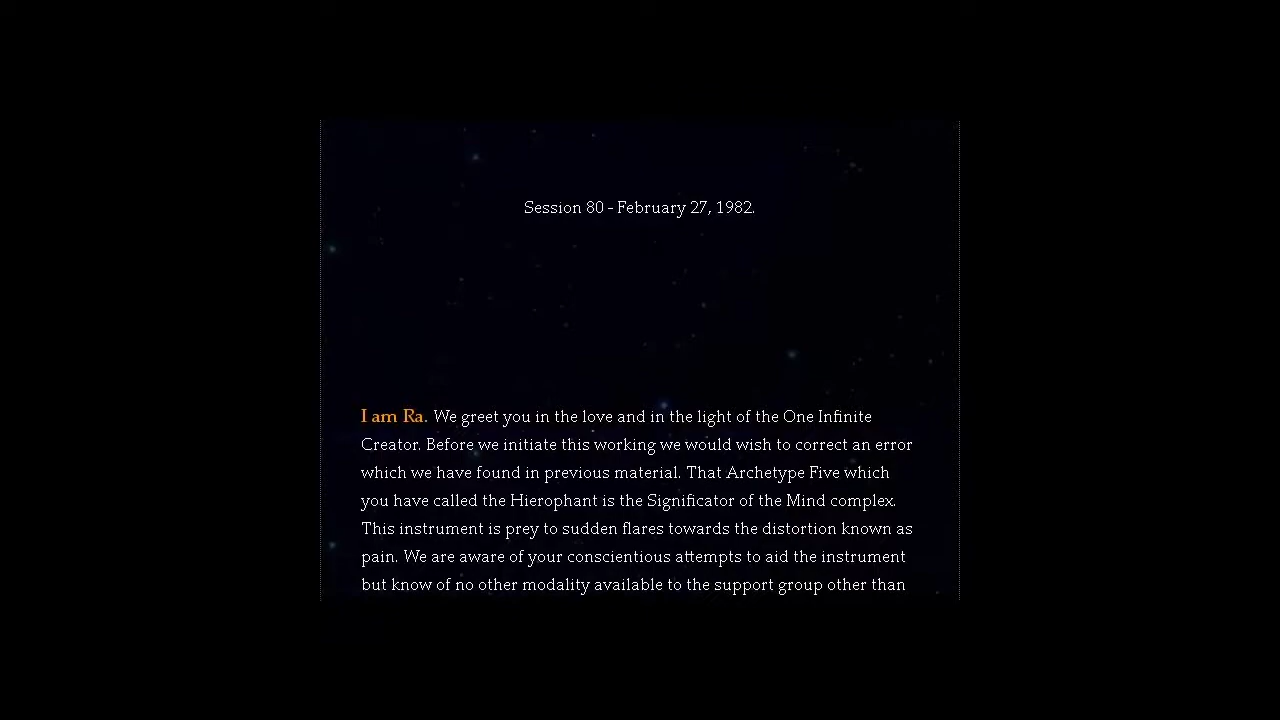 Session 80 - February 27, 1982.
I am Ra. We greet you in the love and in the light of the One Infinite
Creator. Before we initiate this working we would wish to correct an error
which we have found in previous material. That Archetype Five which
you have called the Hierophant is the Significator of the Mind complex.
This instrument is prey to sudden flares towards the distortion known as
pain. We are aware of your conscientious attempts to aid the instrument
but know of no other modality available to the support group other than